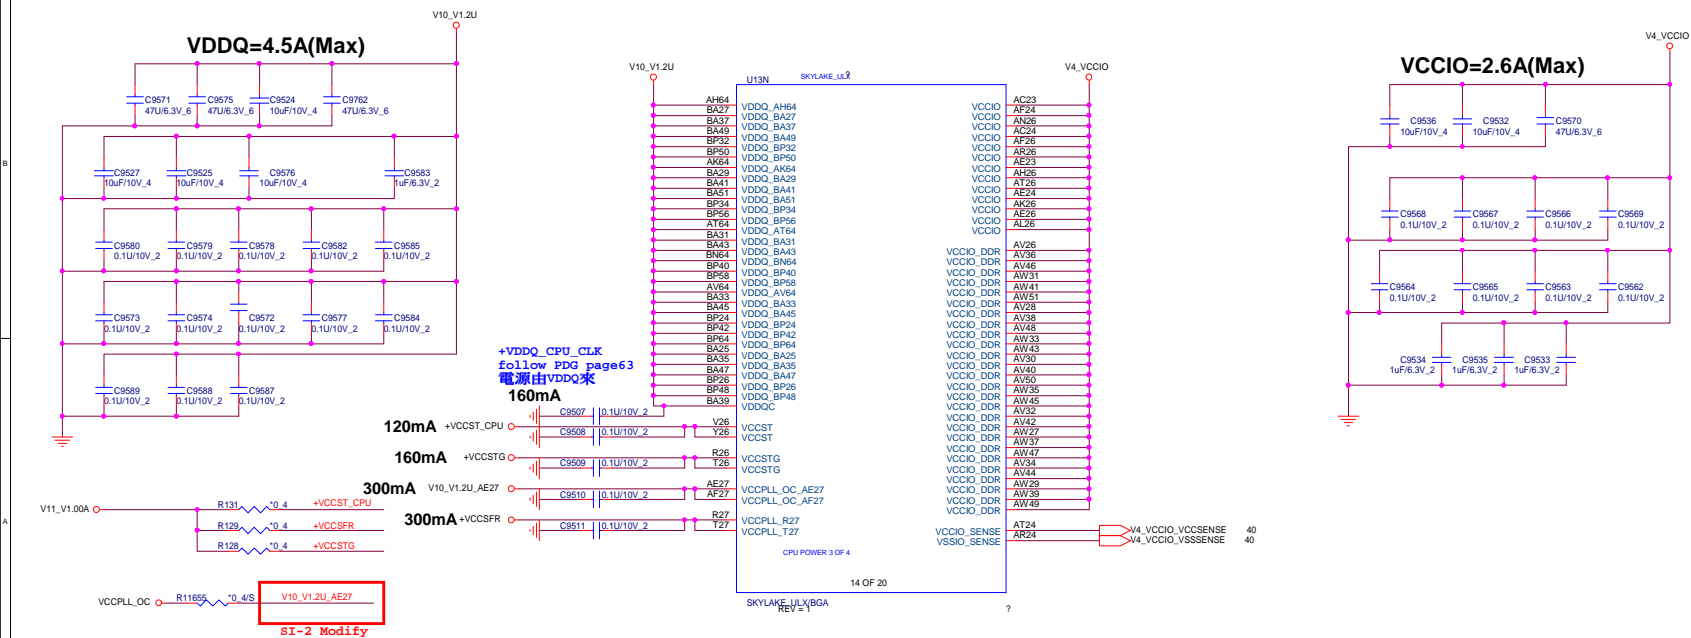 V10_V1.2U
VDDQ=4.5A(Max)
C9571
47U/6.3V_6
C9575
47U/6.3V_6
C9524
10uF/10V_4
C9762
47U/6.3V_6
C9527
10uF/10V_4
C9525
10uF/10V_4
C9576
10uF/10V_4
C9583
1uF/6.3V_2
C9580
0.1U/10V_2
C9579
0.1U/10V_2
C9578
0.1U/10V_2
C9582
0.1U/10V_2
C9585
0.1U/10V_2
C9573
0.1U/10V_2
C9574
0.1U/10V_2
C9572
0.1U/10V_2
C9577
0.1U/10V_2
C9584
0.1U/10V_2
C9589
0.1U/10V_2
C9588
0.1U/10V_2
C9587
0.1U/10V_2
B
A
V11_V1.00A
R131 *0_4 +VCCST_CPU
R129 *0_4 +VCCSFR
R128 *0_4 +VCCSTG
VCCPLL_OC R11655 *0_4/S V10_V1.2U_AE27
SI-2 Modify
+VDDQ_CPU_CLK
follow PDG page63
電源由VDDQ來
160mA
C9507 0.1U/10V_2
120mA +VCCST_CPU
C9508 0.1U/10V_2
160mA +VCCSTG
C9509 0.1U/10V_2
300mA V10_V1.2U_AE27
C9510 0.1U/10V_2
300mA +VCCSFR
C9511 0.1U/10V_2
V10_V1.2U
U13N
SKYLAKE_ULX
?
V4_VCCIO
AH64 VDDQ_AH64
BA27 VDDQ_BA27
BA37 VDDQ_BA37
BA49 VDDQ_BA49
BP32 VDDQ_BP32
BP50 VDDQ_BP50
AK64 VDDQ_AK64
BA29 VDDQ_BA29
BA41 VDDQ_BA41
BA51 VDDQ_BA51
BP34 VDDQ_BP34
BP56 VDDQ_BP56
AT64 VDDQ_AT64
BA31 VDDQ_BA31
BA43 VDDQ_BA43
BN64 VDDQ_BN64
BP40 VDDQ_BP40
BP58 VDDQ_BP58
AV64 VDDQ_AV64
BA33 VDDQ_BA33
BA45 VDDQ_BA45
BP24 VDDQ_BP24
BP42 VDDQ_BP42
BP64 VDDQ_BP64
BA25 VDDQ_BA25
BA35 VDDQ_BA35
BA47 VDDQ_BA47
BP26 VDDQ_BP26
BP48 VDDQ_BP48
BA39 VDDQC
V26 VCCST
Y26 VCCST
R26 VCCSTG
T26 VCCSTG
AE27 VCCPLL_OC_AE27
AF27 VCCPLL_OC_AF27
R27 VCCPLL_R27
T27 VCCPLL_T27
VCCIO AC23
VCCIO AF24
VCCIO AN26
VCCIO AC24
VCCIO AF26
VCCIO AR26
VCCIO AE23
VCCIO AH26
VCCIO AT26
VCCIO AE24
VCCIO AK26
VCCIO AE26
VCCIO AL26
VCCIO_DDR AV26
VCCIO_DDR AV36
VCCIO_DDR AV46
VCCIO_DDR AW31
VCCIO_DDR AW41
VCCIO_DDR AW51
VCCIO_DDR AV28
VCCIO_DDR AV38
VCCIO_DDR AV48
VCCIO_DDR AW33
VCCIO_DDR AW43
VCCIO_DDR AV30
VCCIO_DDR AV40
VCCIO_DDR AV50
VCCIO_DDR AW35
VCCIO_DDR AW45
VCCIO_DDR AV32
VCCIO_DDR AV42
VCCIO_DDR AW27
VCCIO_DDR AW37
VCCIO_DDR AW47
VCCIO_DDR AV34
VCCIO_DDR AV44
VCCIO_DDR AW29
VCCIO_DDR AW39
VCCIO_DDR AW49
VCCIO_SENSE AT24 V4_VCCIO_VCCSENSE 40
VSSIO_SENSE AR24 V4_VCCIO_VSSSENSE 40
CPU POWER 3 OF 4
14 OF 20
SKYLAKE_ULX/BGA
REV = 1
?
V4_VCCIO
VCCIO=2.6A(Max)
C9536
10uF/10V_4
C9532
10uF/10V_4
C9570
47U/6.3V_6
C9568
0.1U/10V_2
C9567
0.1U/10V_2
C9566
0.1U/10V_2
C9569
0.1U/10V_2
C9564
0.1U/10V_2
C9565
0.1U/10V_2
C9563
0.1U/10V_2
C9562
0.1U/10V_2
C9534
1uF/6.3V_2
C9535
1uF/6.3V_2
C9533
1uF/6.3V_2